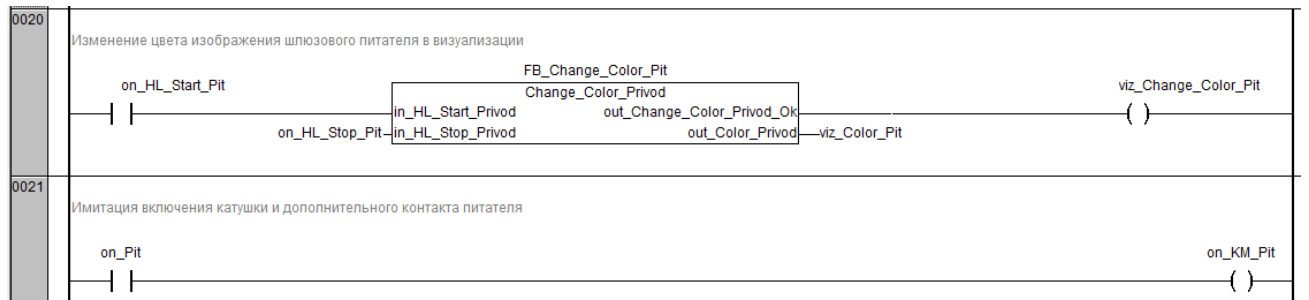 0020
Изменение цвета изображения шлюзового питателя в визуализации
FB_Change_Color_Pit
on_HL_Start_Pit
Change_Color_Privod
viz_Change_Color_Pit
in_HL_Start_Privod out_Change_Color_Privod_Ok
on_HL_Stop_Pit in_HL_Stop_Privod out_Color_Privod viz_Color_Pit
0021
Имитация включения катушки и дополнительного контакта питателя
on_Pit on_KM_Pit